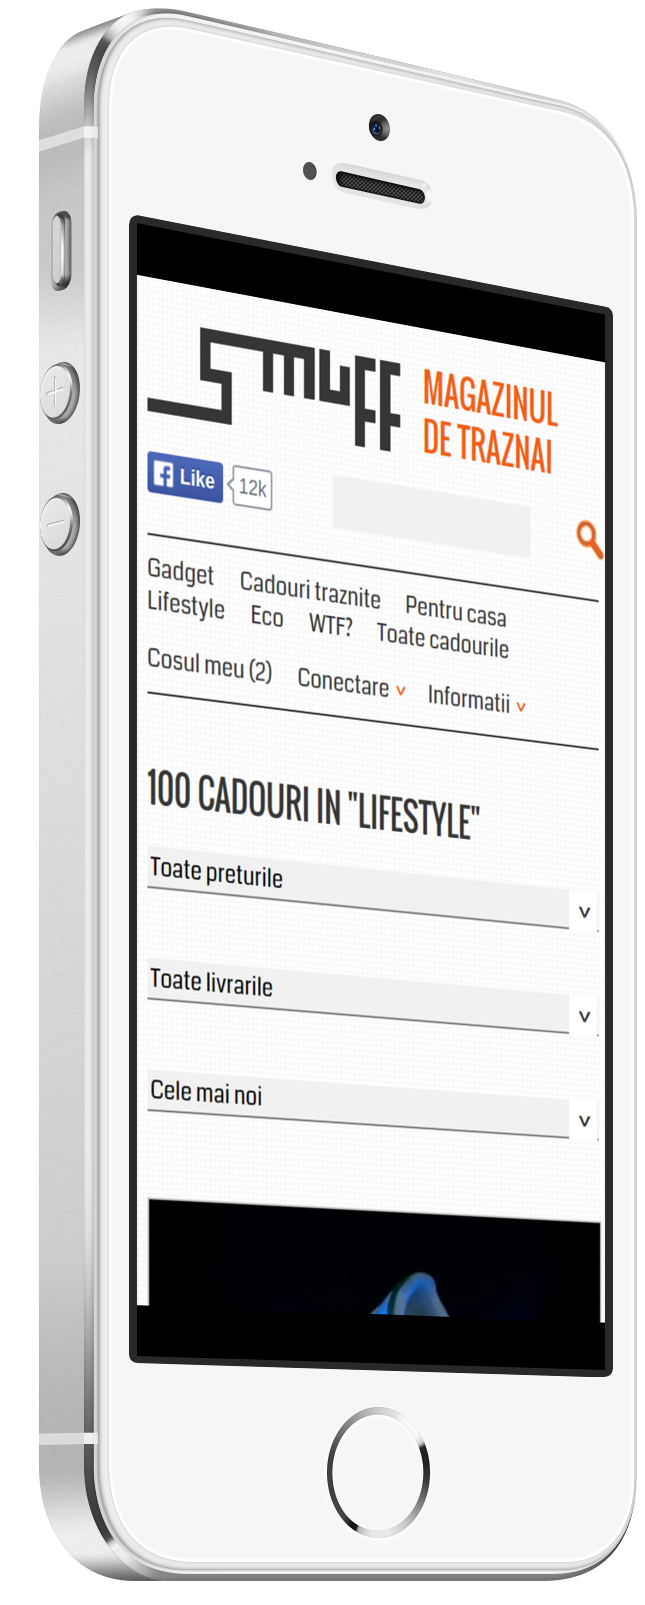 SMUFF
MAGAZINUL
DE TRAZNAI
Like 12k
Gadget Cadouri traznite Pentru casa
Lifestyle Eco WTF? Toate cadourile
Cosul meu (2) Conectare Informatii
100 CADOURI IN "LIFESTYLE"
Toate preturile
Toate livrarile
Cele mai noi